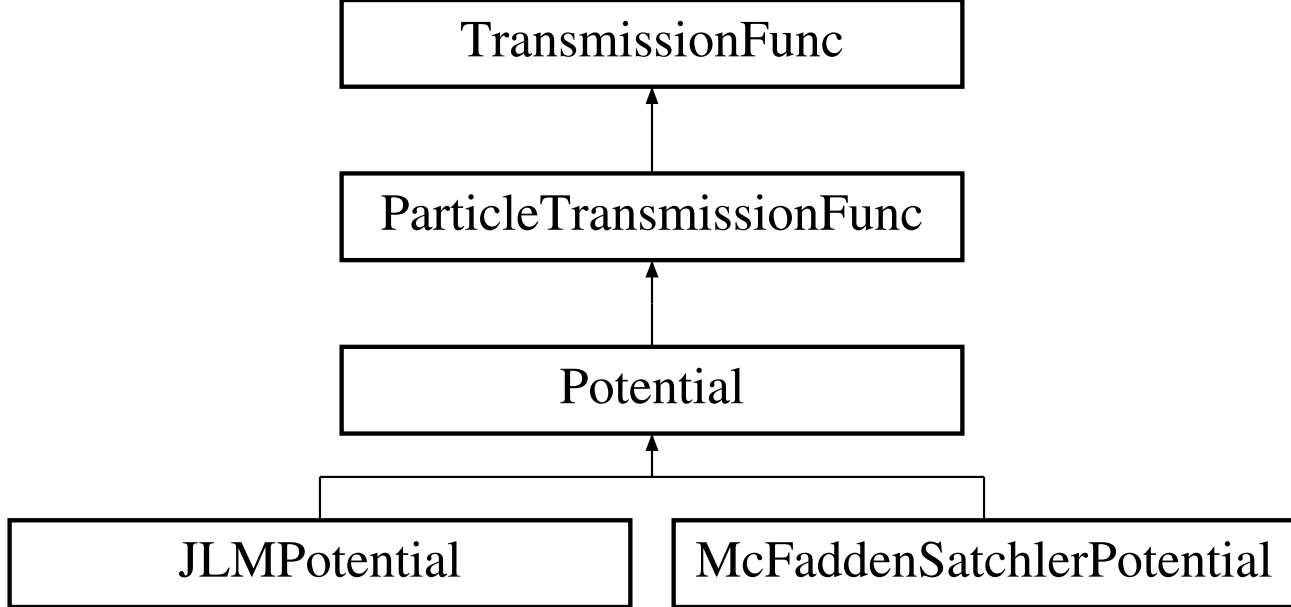 TransmissionFunc
ParticleTransmissionFunc
Potential
JLMPotential
McFaddenSatchlerPotential